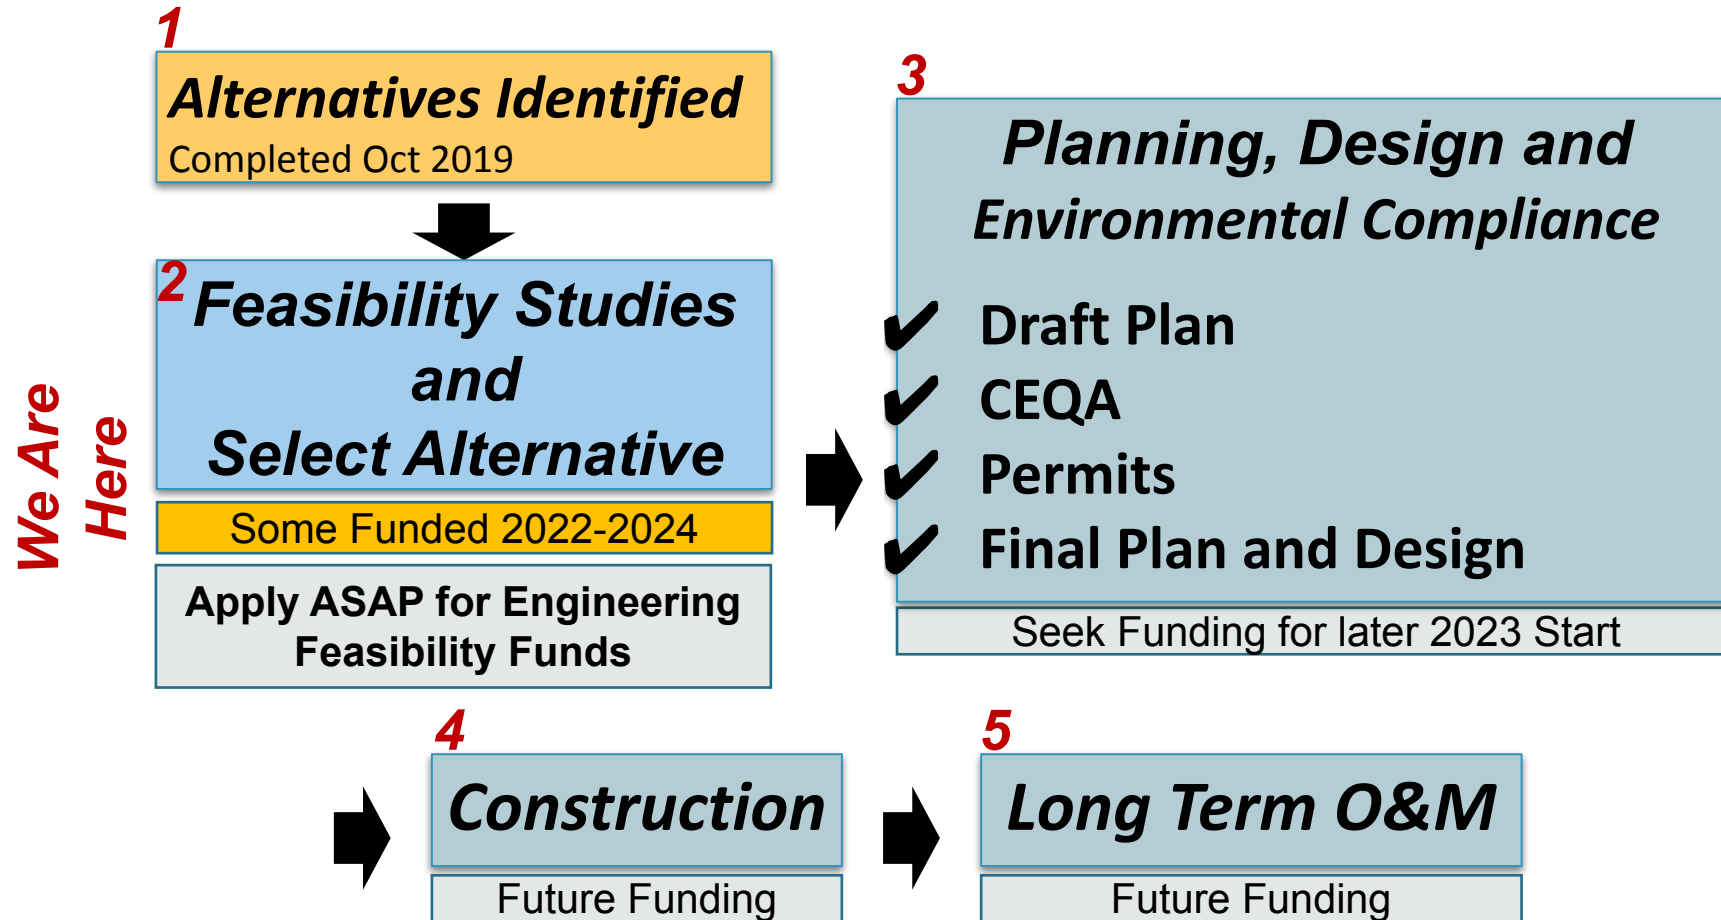 1
Alternatives Identified
Completed Oct 2019
We Are
Here
2
Feasibility Studies
and
Select Alternative
Some Funded 2022-2024
Apply ASAP for Engineering
Feasibility Funds
3
Planning, Design and
Environmental Compliance
✔ Draft Plan
✔ CEQA
✔ Permits
✔ Final Plan and Design
Seek Funding for later 2023 Start
4
Construction
Future Funding
5
Long Term O&M
Future Funding